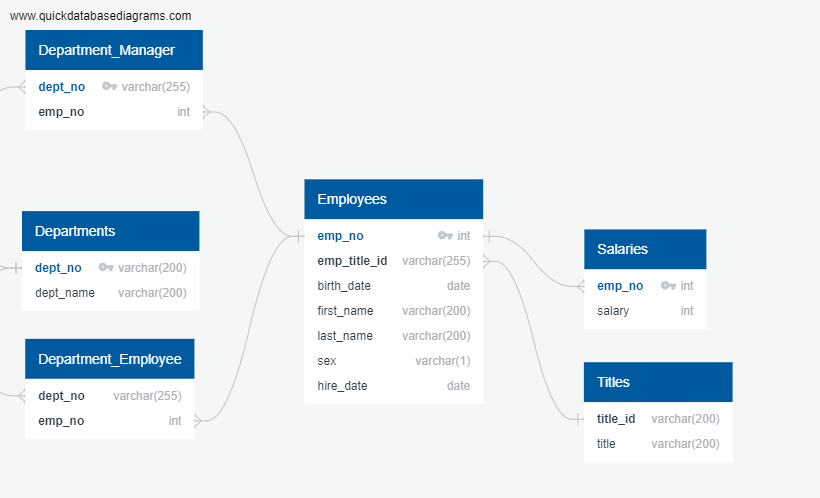 www.quickdatabasediagrams.com
Department_Manager
dept_no varchar(255)
emp_no int
Departments
dept_no varchar(200)
dept_name varchar(200)
Department_Employee
dept_no varchar(255)
emp_no int
Employees
emp_no int
emp_title_id varchar(255)
birth_date date
first_name varchar(200)
last_name varchar(200)
sex varchar(1)
hire_date date
Salaries
emp_no int
salary int
Titles
title_id varchar(200)
title varchar(200)